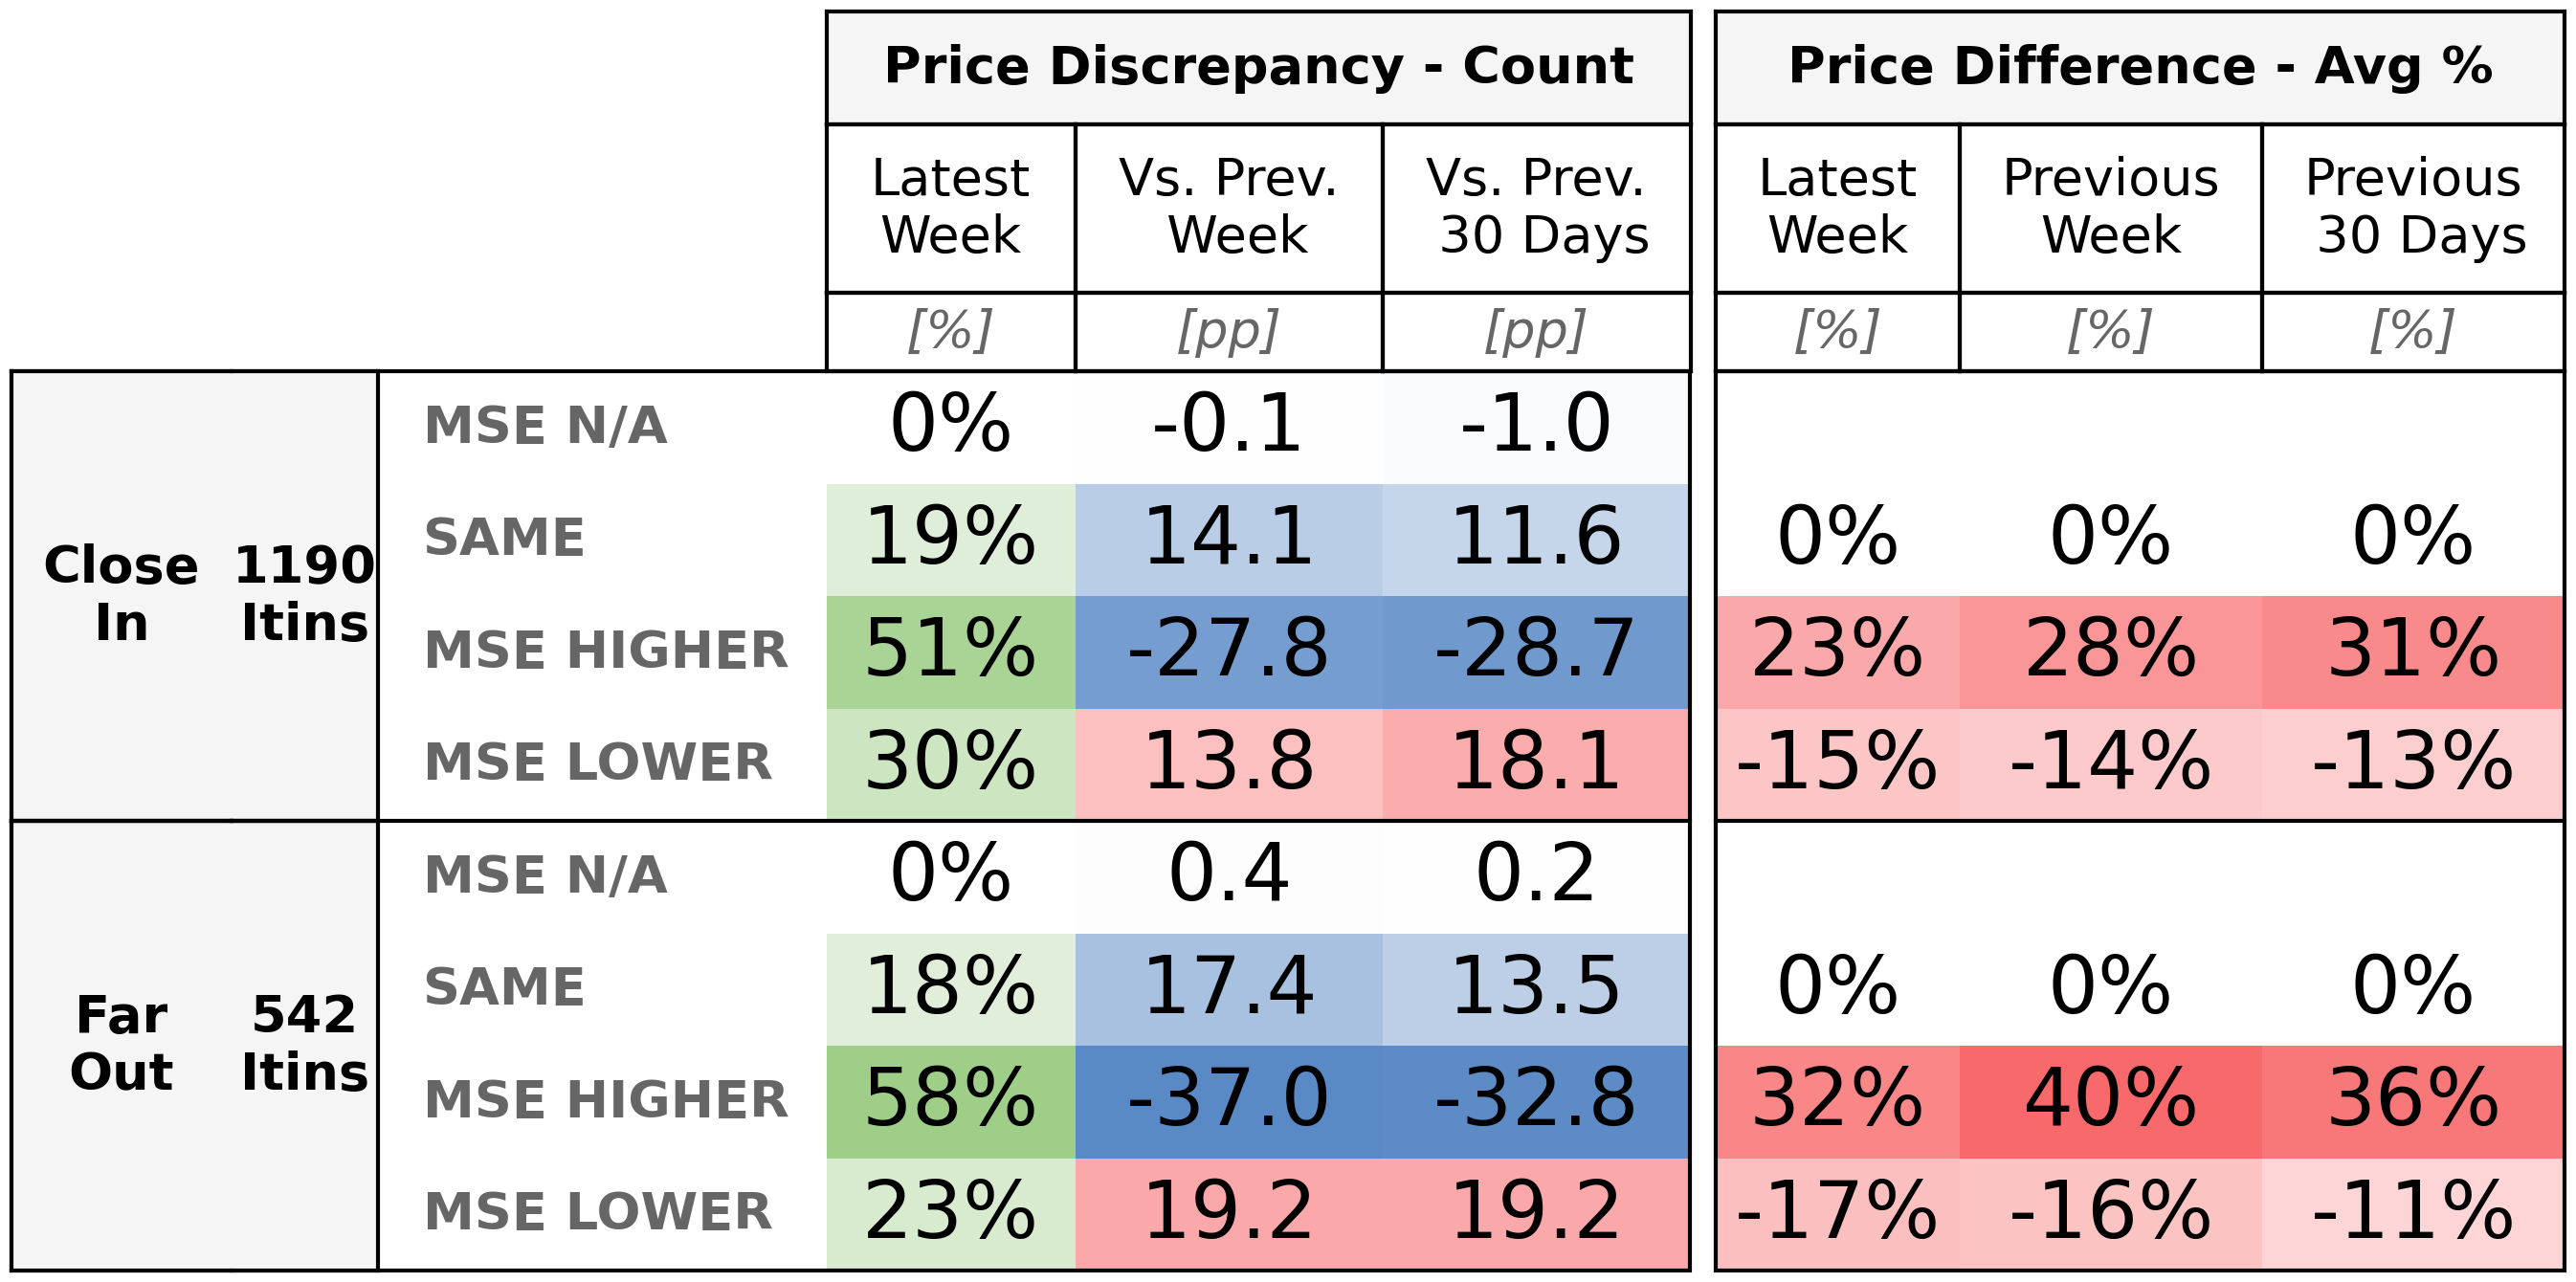 Price Discrepancy - Count Price Difference - Avg %
Latest Week Vs. Prev. Week Vs. Prev. 30 Days Latest Week Previous Week Previous 30 Days
[%] [pp] [pp] [%] [%] [%]
Close In 1190 Itins
MSE N/A 0% -0.1 -1.0
SAME 19% 14.1 11.6 0% 0% 0%
MSE HIGHER 51% -27.8 -28.7 23% 28% 31%
MSE LOWER 30% 13.8 18.1 -15% -14% -13%
Far Out 542 Itins
MSE N/A 0% 0.4 0.2
SAME 18% 17.4 13.5 0% 0% 0%
MSE HIGHER 58% -37.0 -32.8 32% 40% 36%
MSE LOWER 23% 19.2 19.2 -17% -16% -11%